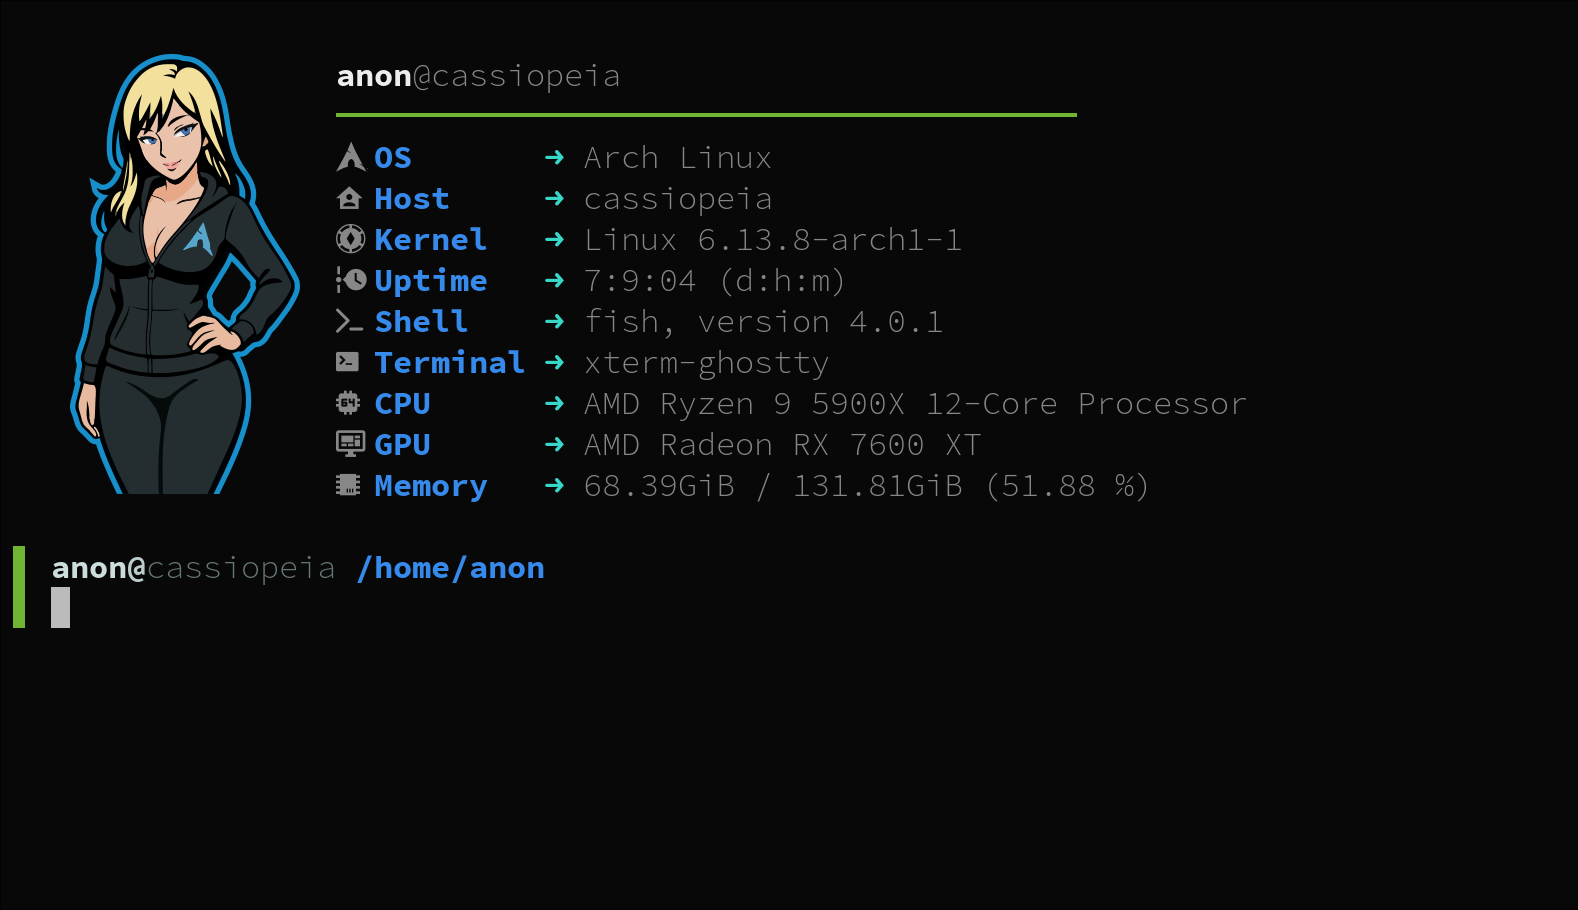 anon@cassiopeia
OS ➜ Arch Linux
Host ➜ cassiopeia
Kernel ➜ Linux 6.13.8-arch1-1
Uptime ➜ 7:9:04 (d:h:m)
Shell ➜ fish, version 4.0.1
Terminal ➜ xterm-ghostty
CPU ➜ AMD Ryzen 9 5900X 12-Core Processor
GPU ➜ AMD Radeon RX 7600 XT
Memory ➜ 68.39GiB / 131.81GiB (51.88 %)
anon@cassiopeia /home/anon